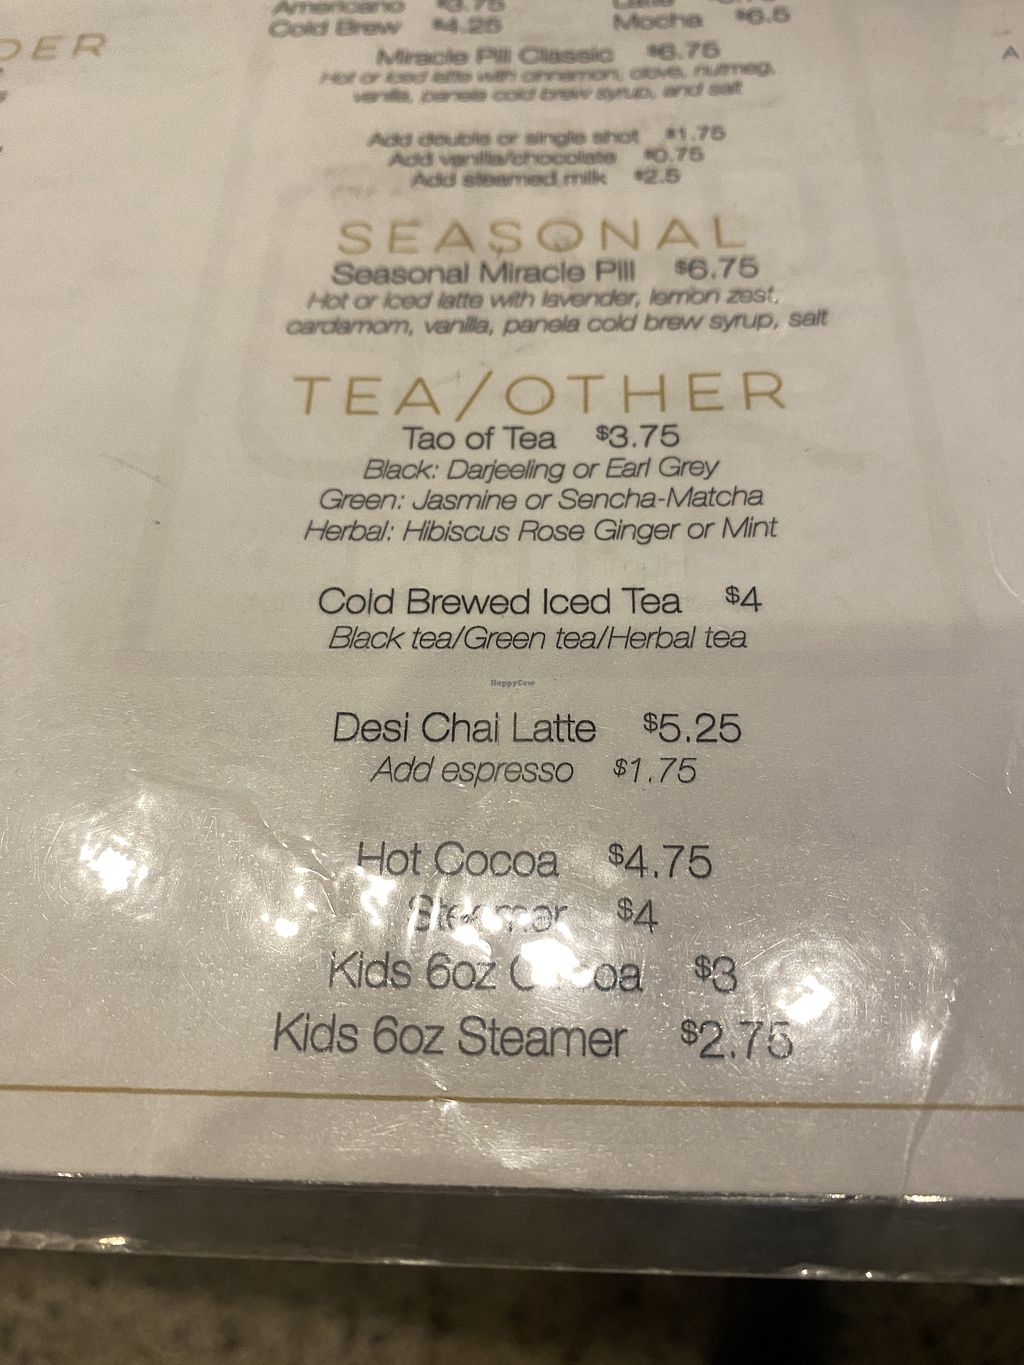 DER
Americano $3.75
Cold Brew $4.25
Mocha $6.5
Miracle Pill Classic $6.75
Hot or iced latte with cinnamon, clove, nutmeg,
vanilla, panela cold brew syrup, and salt
Add double or single shot $1.75
Add vanilla/chocolate $0.75
Add steamed milk $2.5
SEASONAL
Seasonal Miracle Pill $6.75
Hot or iced latte with lavender, lemon zest,
cardamom, vanilla, panela cold brew syrup, salt
TEA/OTHER
Tao of Tea $3.75
Black: Darjeeling or Earl Grey
Green: Jasmine or Sencha-Matcha
Herbal: Hibiscus Rose Ginger or Mint
Cold Brewed Iced Tea $4
Black tea/Green tea/Herbal tea
HappyCow
Desi Chai Latte $5.25
Add espresso $1.75
Hot Cocoa $4.75
Steamer $4
Kids 6oz Cocoa $3
Kids 6oz Steamer $2.75